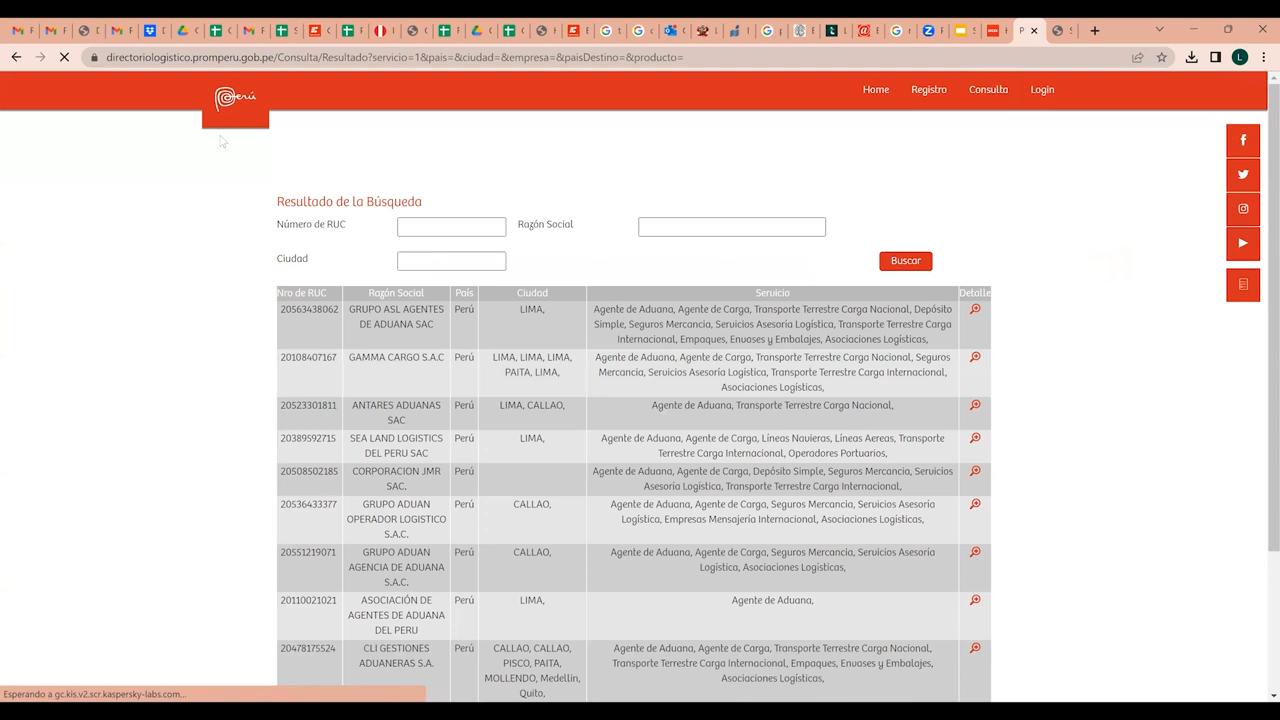 directoriologistico.promperu.gob.pe/Consulta/Resultado?servicio=1&pais=&ciudad=&empresa=&paisDestino=&producto=
L
Perú
Home Registro Consulta Login
Resultado de la Búsqueda
Número de RUC Razón Social
Ciudad Buscar
Nro de RUC Razón Social País Ciudad Servicio Detalle
20563438062 GRUPO ASL AGENTES Perú LIMA, Agente de Aduana, Agente de Carga, Transporte Terrestre Carga Nacional, Depósito
DE ADUANA SAC Simple, Seguros Mercancia, Servicios Asesoría Logística, Transporte Terrestre Carga
Internacional, Empaques, Envases y Embalajes, Asociaciones Logísticas,
20108407167 GAMMA CARGO S.A.C Perú LIMA, LIMA, LIMA, Agente de Aduana, Agente de Carga, Transporte Terrestre Carga Nacional, Seguros
PAITA, LIMA, Mercancia, Servicios Asesoría Logística, Transporte Terrestre Carga Internacional,
Asociaciones Logísticas,
20523301811 ANTARES ADUANAS Perú LIMA, CALLAO, Agente de Aduana, Transporte Terrestre Carga Nacional,
SAC
20389592715 SEA LAND LOGISTICS Perú LIMA, Agente de Aduana, Agente de Carga, Líneas Navieras, Líneas Aereas, Transporte
DEL PERU SAC Terrestre Carga Internacional, Operadores Portuarios,
20508502185 CORPORACION JMR Perú Agente de Aduana, Agente de Carga, Depósito Simple, Seguros Mercancia, Servicios
SAC. Asesoría Logística, Transporte Terrestre Carga Internacional,
20536433377 GRUPO ADUAN Perú CALLAO, Agente de Aduana, Agente de Carga, Seguros Mercancia, Servicios Asesoría
OPERADOR LOGISTICO Logística, Empresas Mensajería Internacional, Asociaciones Logísticas,
S.A.C.
20551219071 GRUPO ADUAN Perú CALLAO, Agente de Aduana, Agente de Carga, Seguros Mercancia, Servicios Asesoría
AGENCIA DE ADUANA Logística, Asociaciones Logísticas,
S.A.C.
20110021021 ASOCIACIÓN DE Perú LIMA, Agente de Aduana,
AGENTES DE ADUANA
DEL PERU
20478175524 CLI GESTIONES Perú CALLAO, CALLAO, Agente de Aduana, Agente de Carga, Transporte Terrestre Carga Nacional,
ADUANERAS S.A. PISCO, PAITA, Transporte Terrestre Carga Internacional, Empaques, Envases y Embalajes,
MOLLENDO, Medellín, Asociaciones Logísticas,
Quito,
Esperando a gc.kis.v2.scr.kaspersky-labs.com...